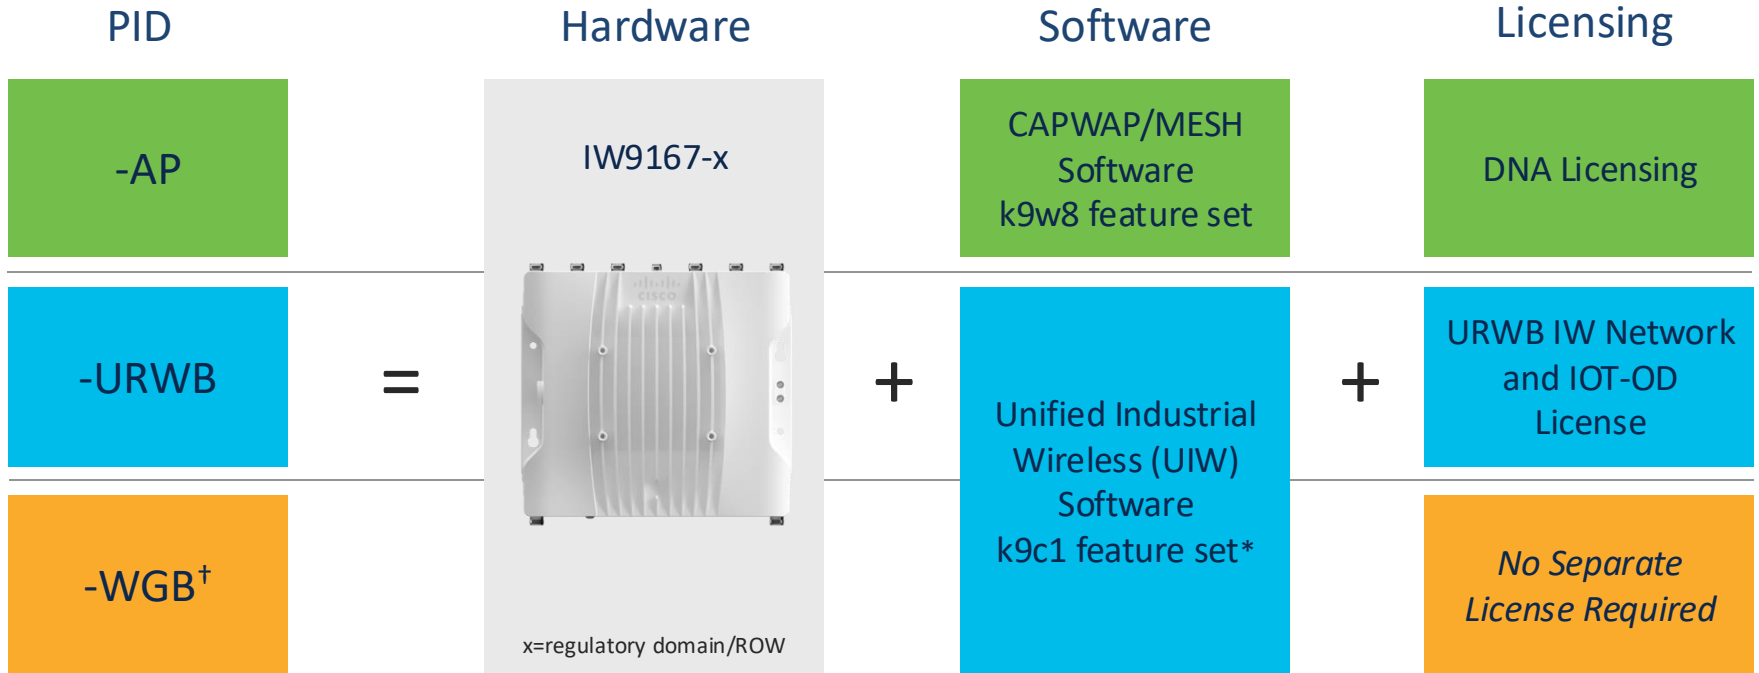 PID
Hardware
Software
Licensing
-AP
IW9167-x
CAPWAP/MESH
Software
k9w8 feature set
DNA Licensing
CISCO
-URWB
=
+
+
URWB IW Network
and IOT-OD
License
Unified Industrial
Wireless (UIW)
Software
k9c1 feature set*
-WGB†
No Separate
License Required
x=regulatory domain/ROW